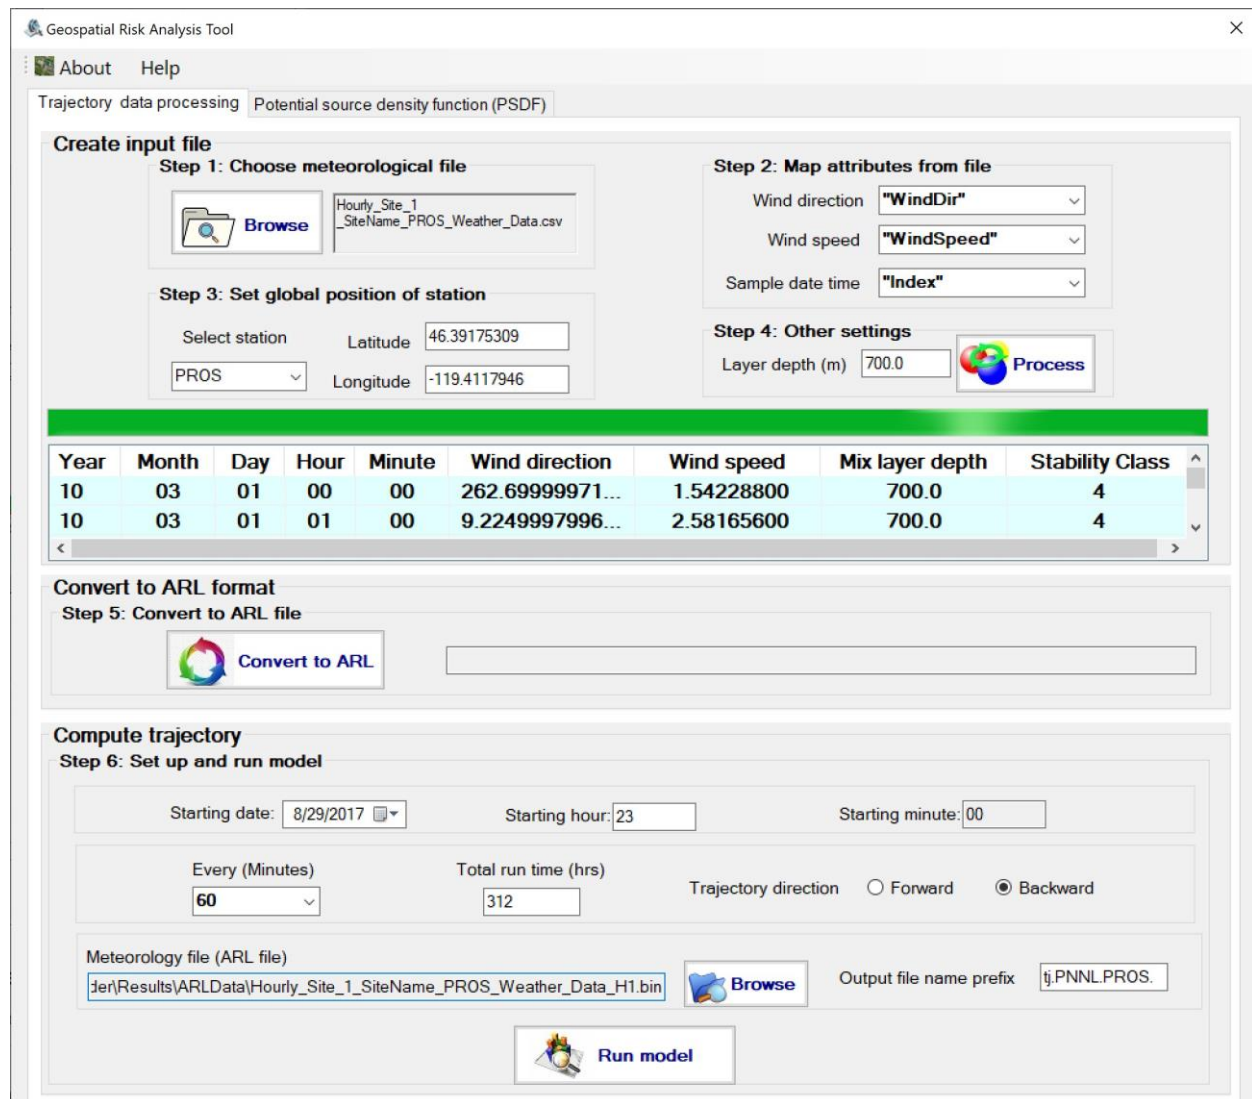 Geospatial Risk Analysis Tool
About Help
Trajectory data processing Potential source density function (PSDF)
Create input file
Step 1: Choose meteorological file
Browse
Hourly_Site_1
_SiteName_PROS_Weather_Data.csv
Step 2: Map attributes from file
Wind direction "WindDir"
Wind speed "WindSpeed"
Sample date time "Index"
Step 3: Set global position of station
Select station
PROS
Latitude 46.39175309
Longitude -119.4117946
Step 4: Other settings
Layer depth (m) 700.0 Process
Year Month Day Hour Minute Wind direction Wind speed Mix layer depth Stability Class
10 03 01 00 00 262.69999971... 1.54228800 700.0 4
10 03 01 01 00 9.2249997996... 2.58165600 700.0 4
Convert to ARL format
Step 5: Convert to ARL file
Convert to ARL
Compute trajectory
Step 6: Set up and run model
Starting date: 8/29/2017 Starting hour: 23 Starting minute: 00
Every (Minutes)
60
Total run time (hrs)
312
Trajectory direction Forward Backward
Meteorology file (ARL file)
der\Results\ARLData\Hourly_Site_1_SiteName_PROS_Weather_Data_H1.bin Browse
Output file name prefix tj.PNNL.PROS.
Run model